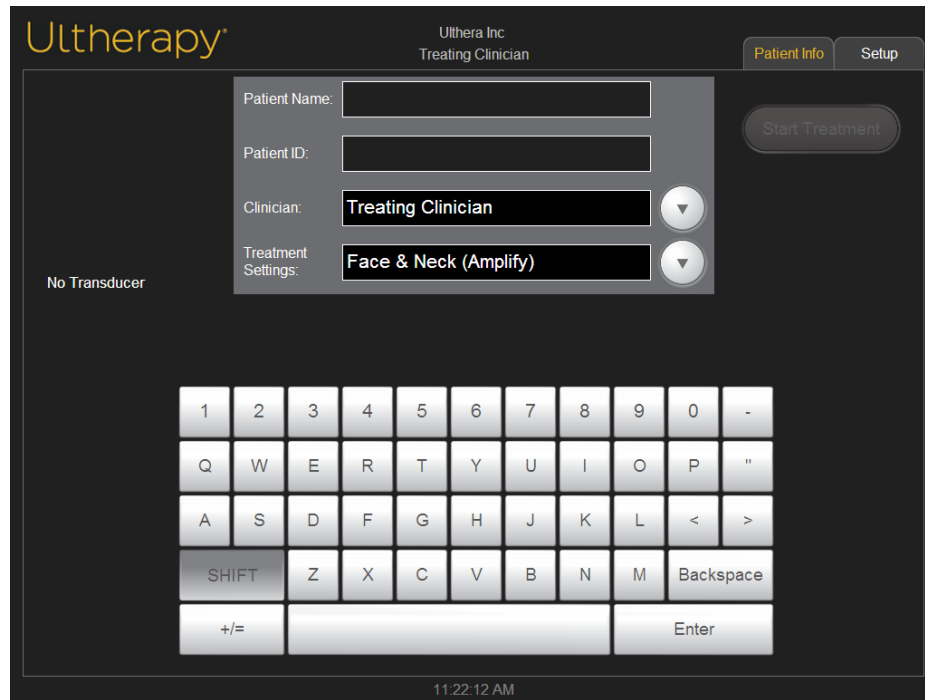 Ultherapy
Ulthera Inc
Treating Clinician
Patient Info
Setup
Patient Name:
Start Treatment
Patient ID:
Clinician:
Treating Clinician
Treatment
Settings:
Face & Neck (Amplify)
No Transducer
1 2 3 4 5 6 7 8 9 0 -
Q W E R T Y U I O P "
A S D F G H J K L < >
SHIFT Z X C V B N M Backspace
+/= Enter
11:22:12 AM